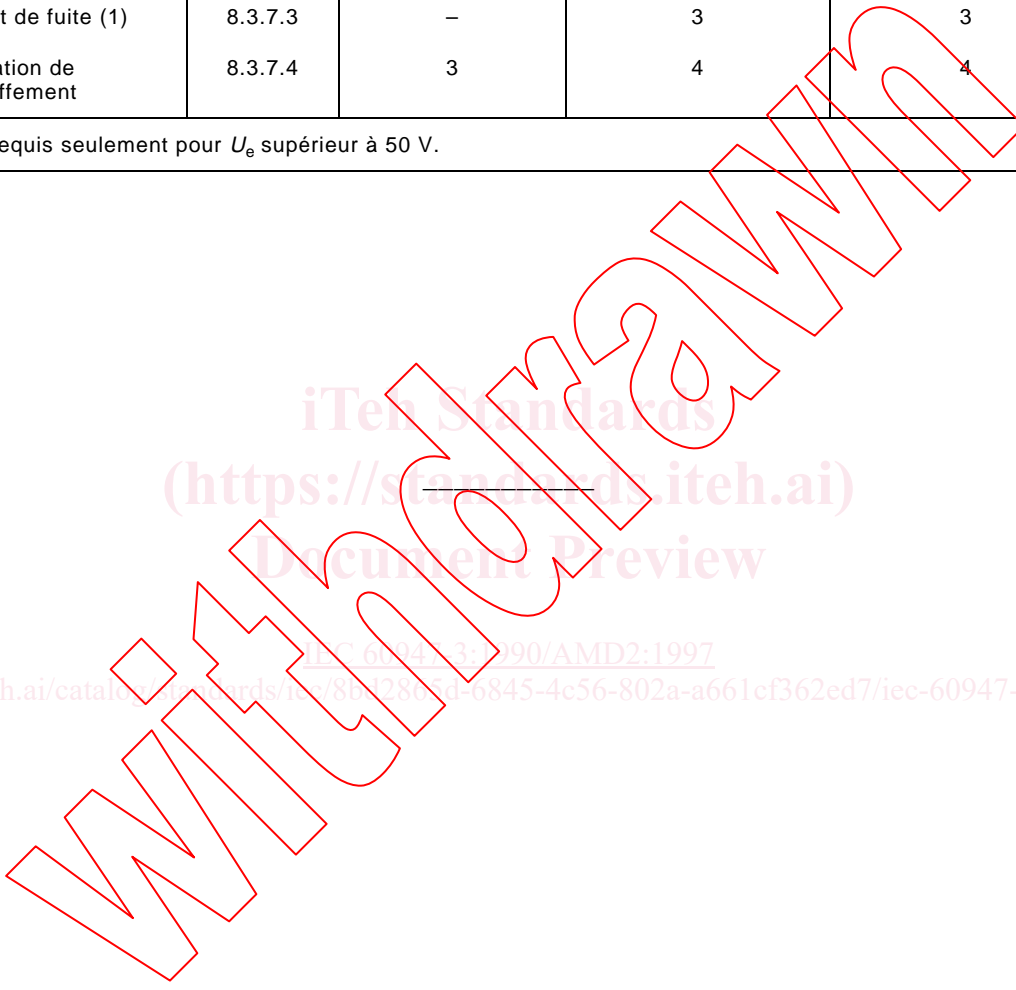 t de fuite (1) 8.3.7.3 – 3 3
ation de 8.3.7.4 3 4 4
ffement
equis seulement pour Ue supérieur à 50 V.
iTeh Standards
(https://standards.iteh.ai)
Document Preview
IEC 60947-3:1990/AMD2:1997
h.ai/catalog/standards/iec/8bd2865d-6845-4c56-802a-a661cf362ed7/iec-60947-
withdrawn